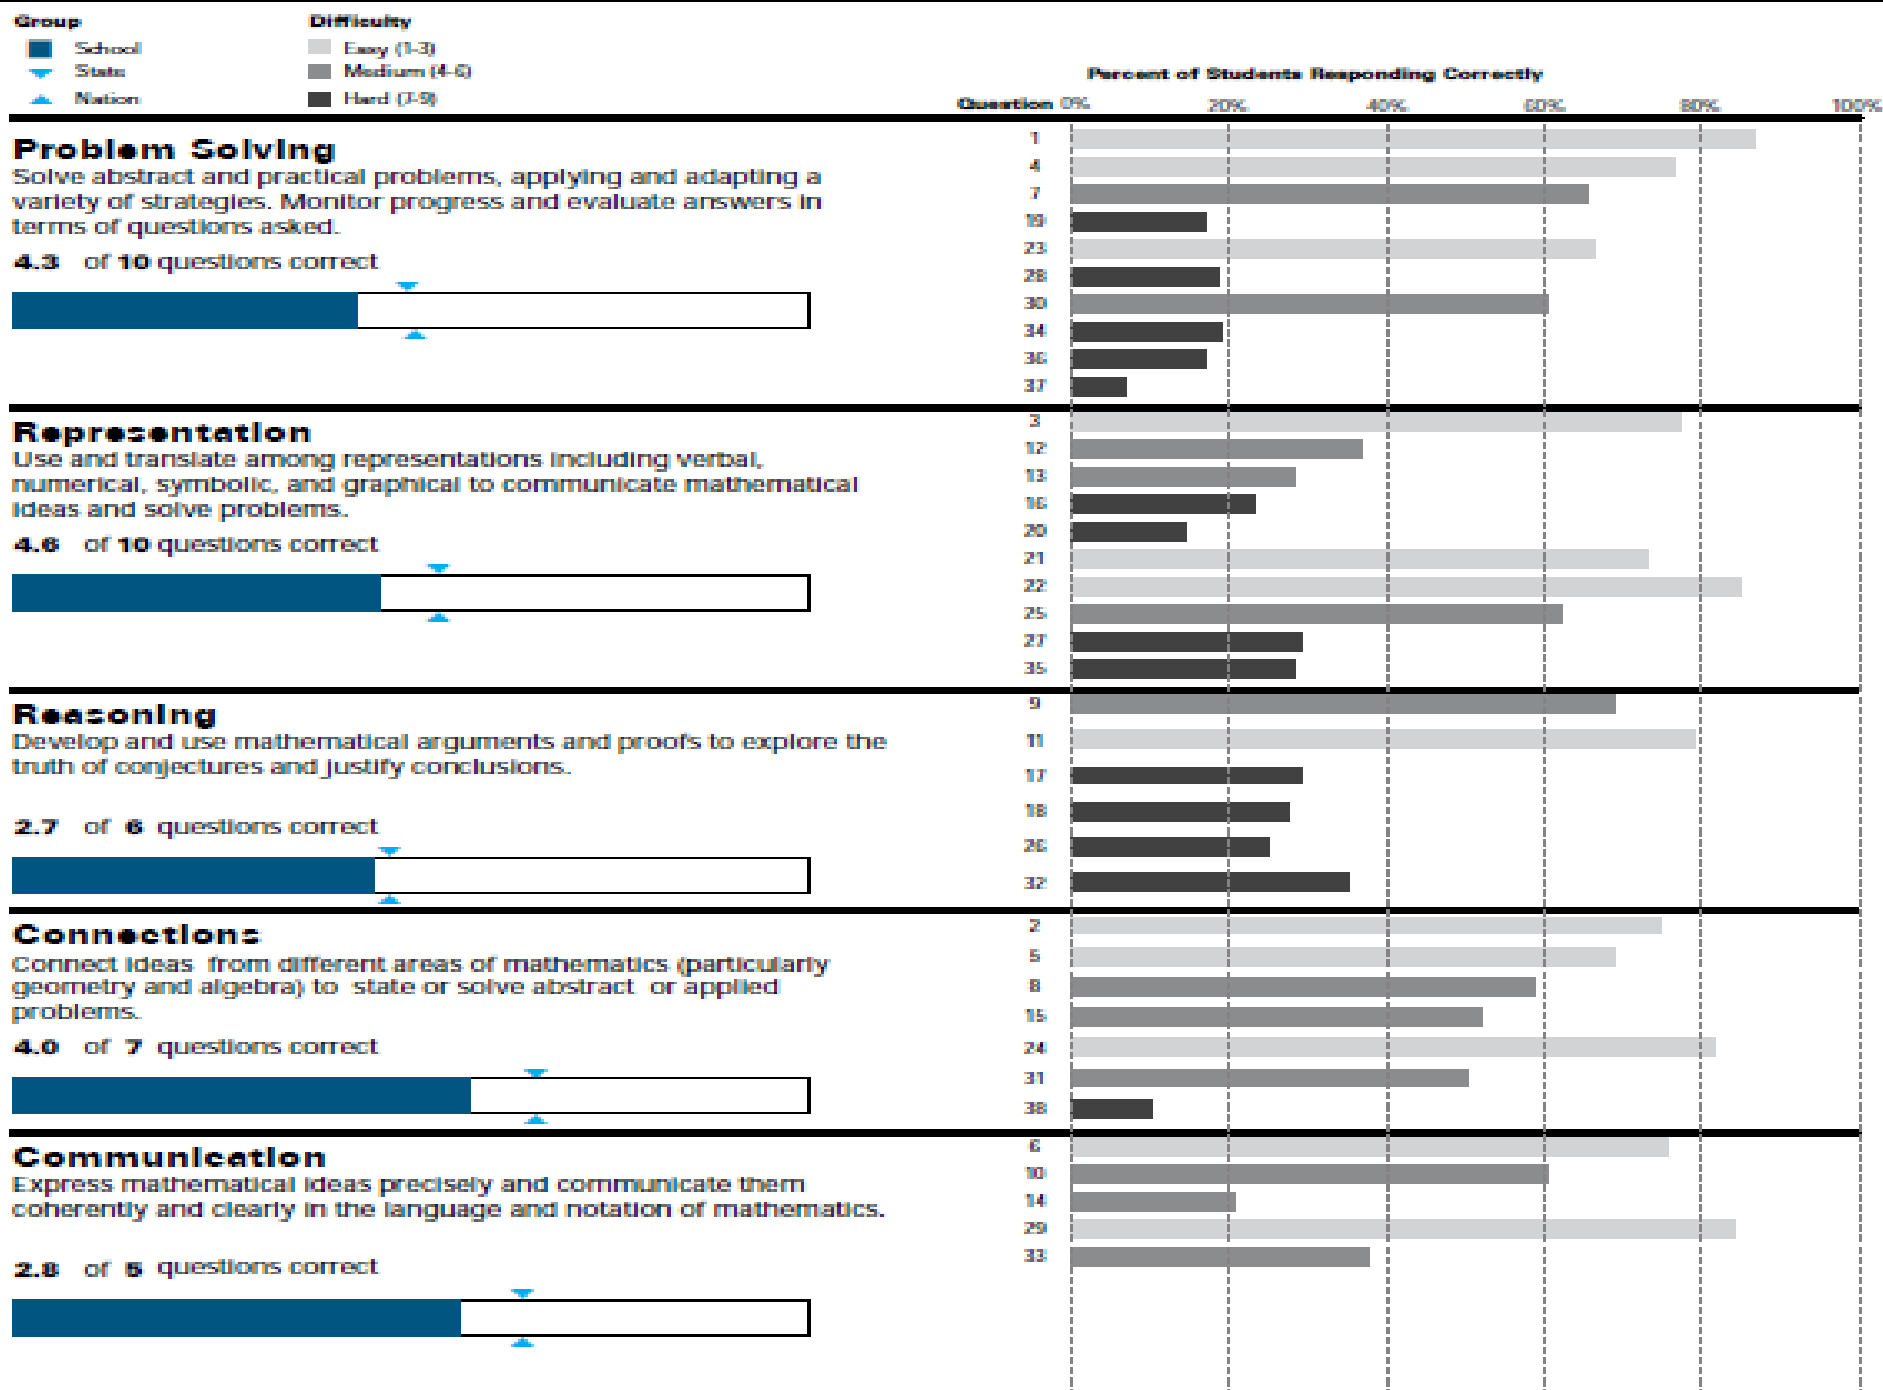 Group
School
State
Nation
Difficulty
Easy (1-3)
Medium (4-6)
Hard (7-9)
Percent of Students Responding Correctly
Question 0% 20% 40% 60% 80% 100%
Problem Solving
Solve abstract and practical problems, applying and adapting a
variety of strategies. Monitor progress and evaluate answers in
terms of questions asked.
4.3 of 10 questions correct
1
4
7
19
23
28
30
34
36
37
Representation
Use and translate among representations including verbal,
numerical, symbolic, and graphical to communicate mathematical
ideas and solve problems.
4.6 of 10 questions correct
3
12
13
16
20
21
22
25
27
35
Reasoning
Develop and use mathematical arguments and proofs to explore the
truth of conjectures and justify conclusions.
2.7 of 6 questions correct
9
11
17
18
26
32
Connections
Connect ideas from different areas of mathematics (particularly
geometry and algebra) to state or solve abstract or applied
problems.
4.0 of 7 questions correct
2
5
8
15
24
31
38
Communication
Express mathematical ideas precisely and communicate them
coherently and clearly in the language and notation of mathematics.
2.8 of 5 questions correct
6
10
14
29
33